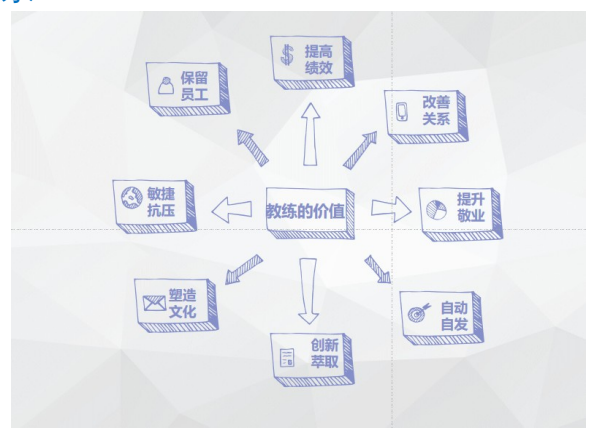 提高
绩效
保留
员工
改善
关系
敏捷
抗压
教练的价值
提升
敬业
塑造
文化
自动
自发
创新
萃取